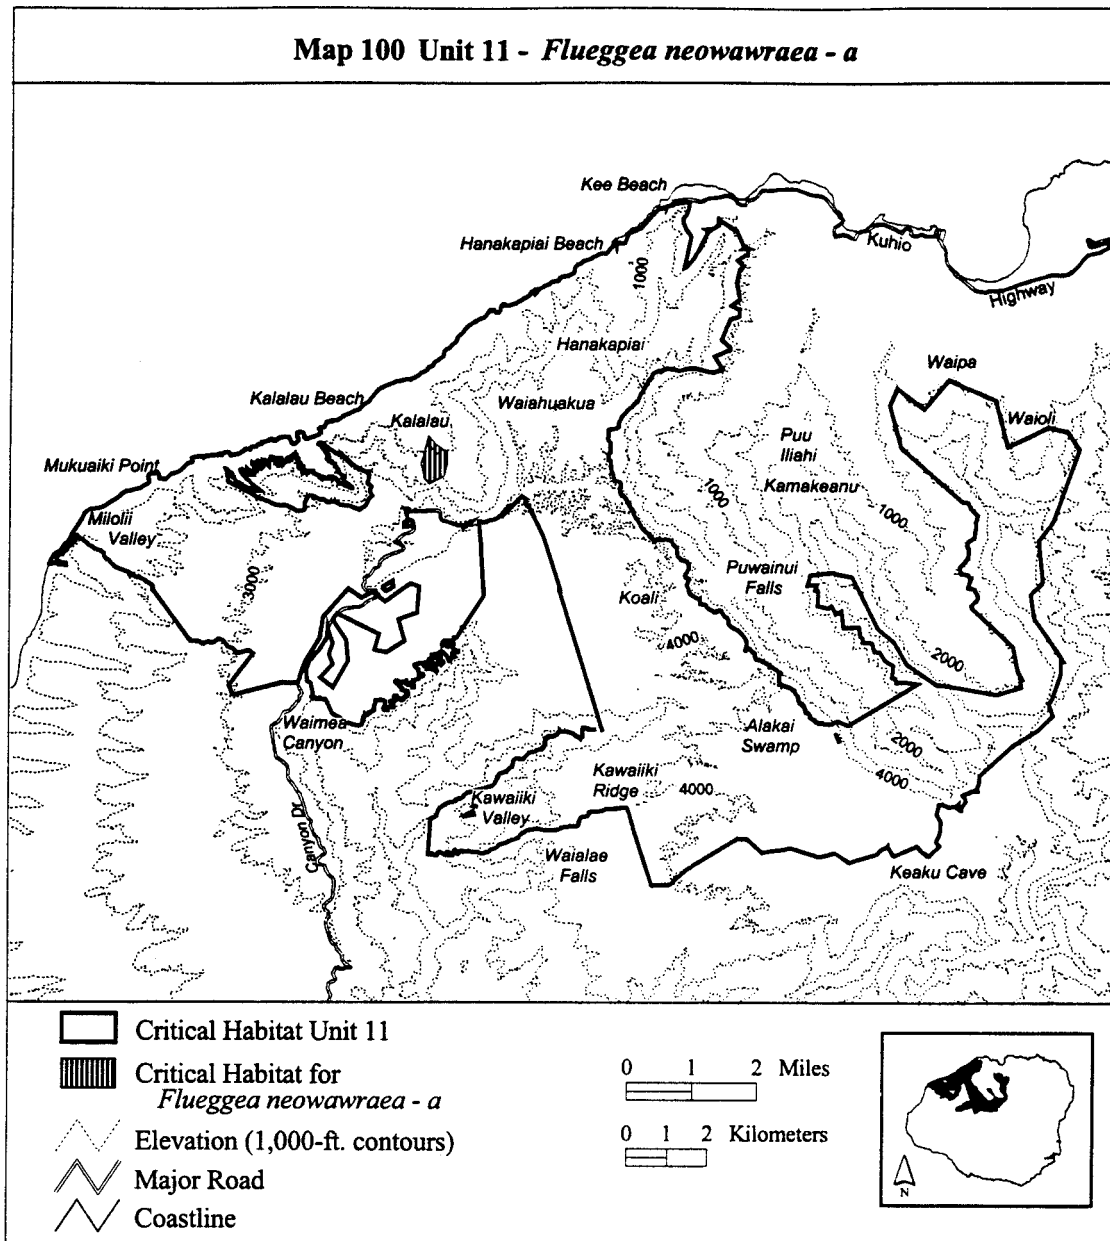 Map 100 Unit 11 - Flueggea neowawraea - a
Kee Beach
Hanakapiai Beach
Kuhio
Highway
1000
Hanakapiai
Waipa
Kalalau Beach
Waiahuakua
Kalalau
Waioli
Puu
Iliahi
Mukuaiki Point
Kamakeanu
1000
1000
Milolii
Valley
Puwainui
Falls
3000
Koali
4000
2000
Waimea
Canyon
Alakai
Swamp
2000
4000
Kawaiiki
Ridge
4000
Kawaiiki
Valley
Canyon Dr
Waialae
Falls
Keaku Cave
Critical Habitat Unit 11
Critical Habitat for
Flueggea neowawraea - a
Elevation (1,000-ft. contours)
Major Road
Coastline
0 1 2 Miles
0 1 2 Kilometers
N